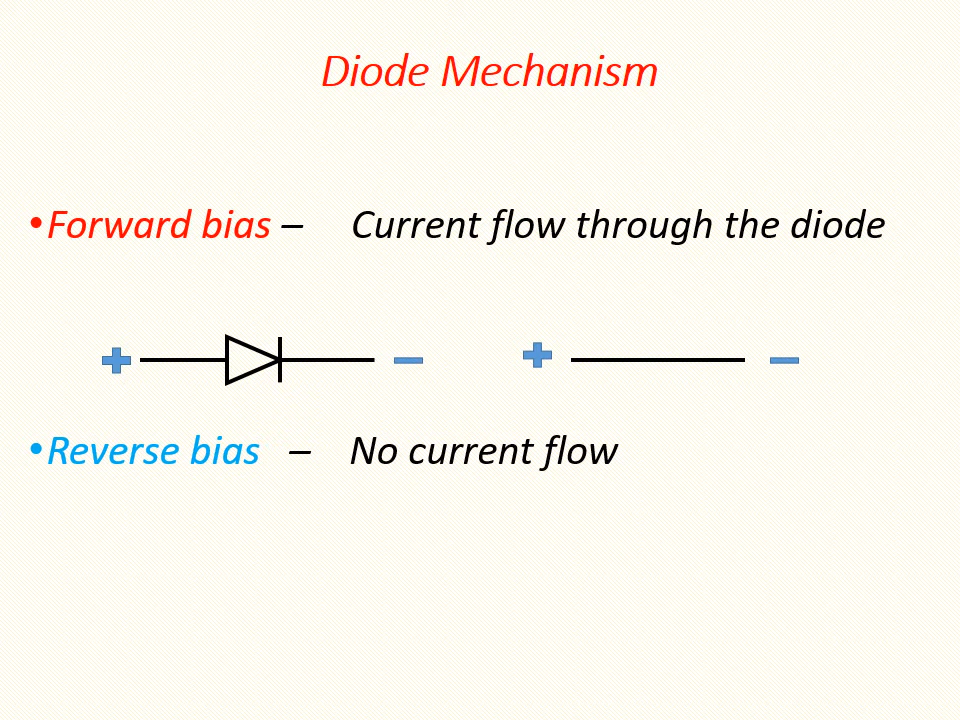 Diode Mechanism
•Forward bias – Current flow through the diode
•Reverse bias – No current flow